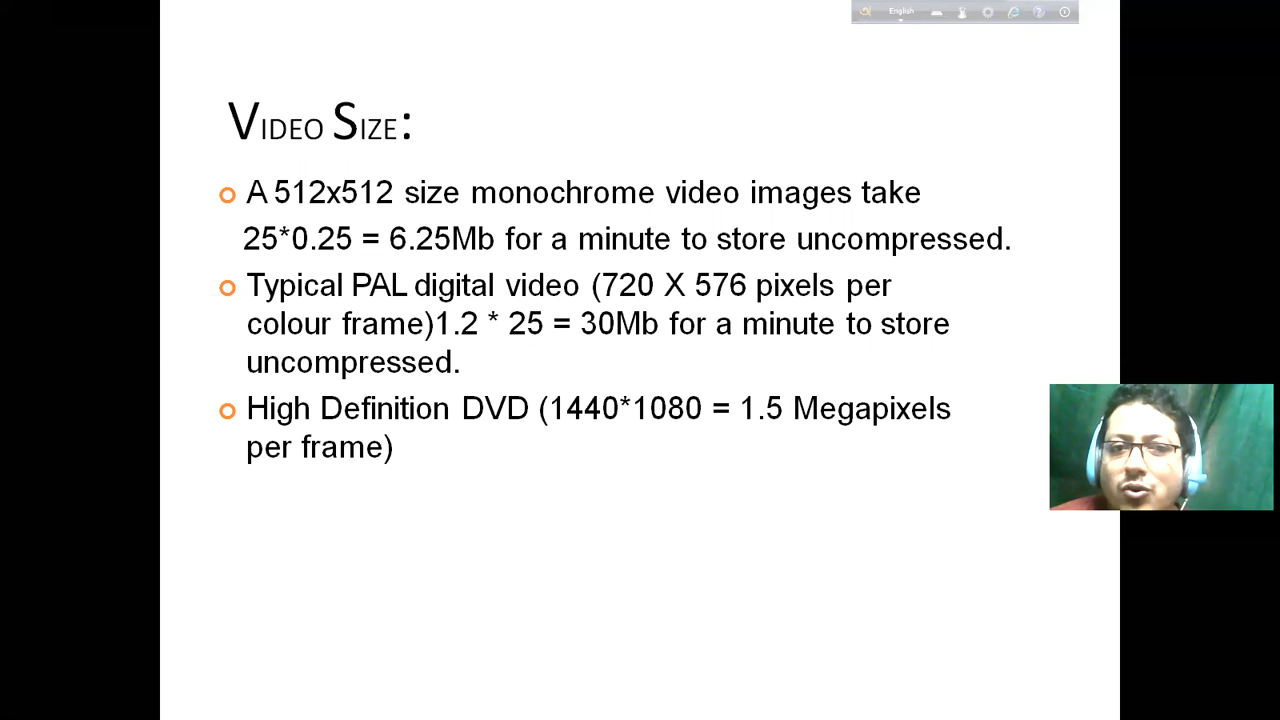 English
VIDEO SIZE:
A 512x512 size monochrome video images take
25*0.25 = 6.25Mb for a minute to store uncompressed.
Typical PAL digital video (720 X 576 pixels per
colour frame)1.2 * 25 = 30Mb for a minute to store
uncompressed.
High Definition DVD (1440*1080 = 1.5 Megapixels
per frame)